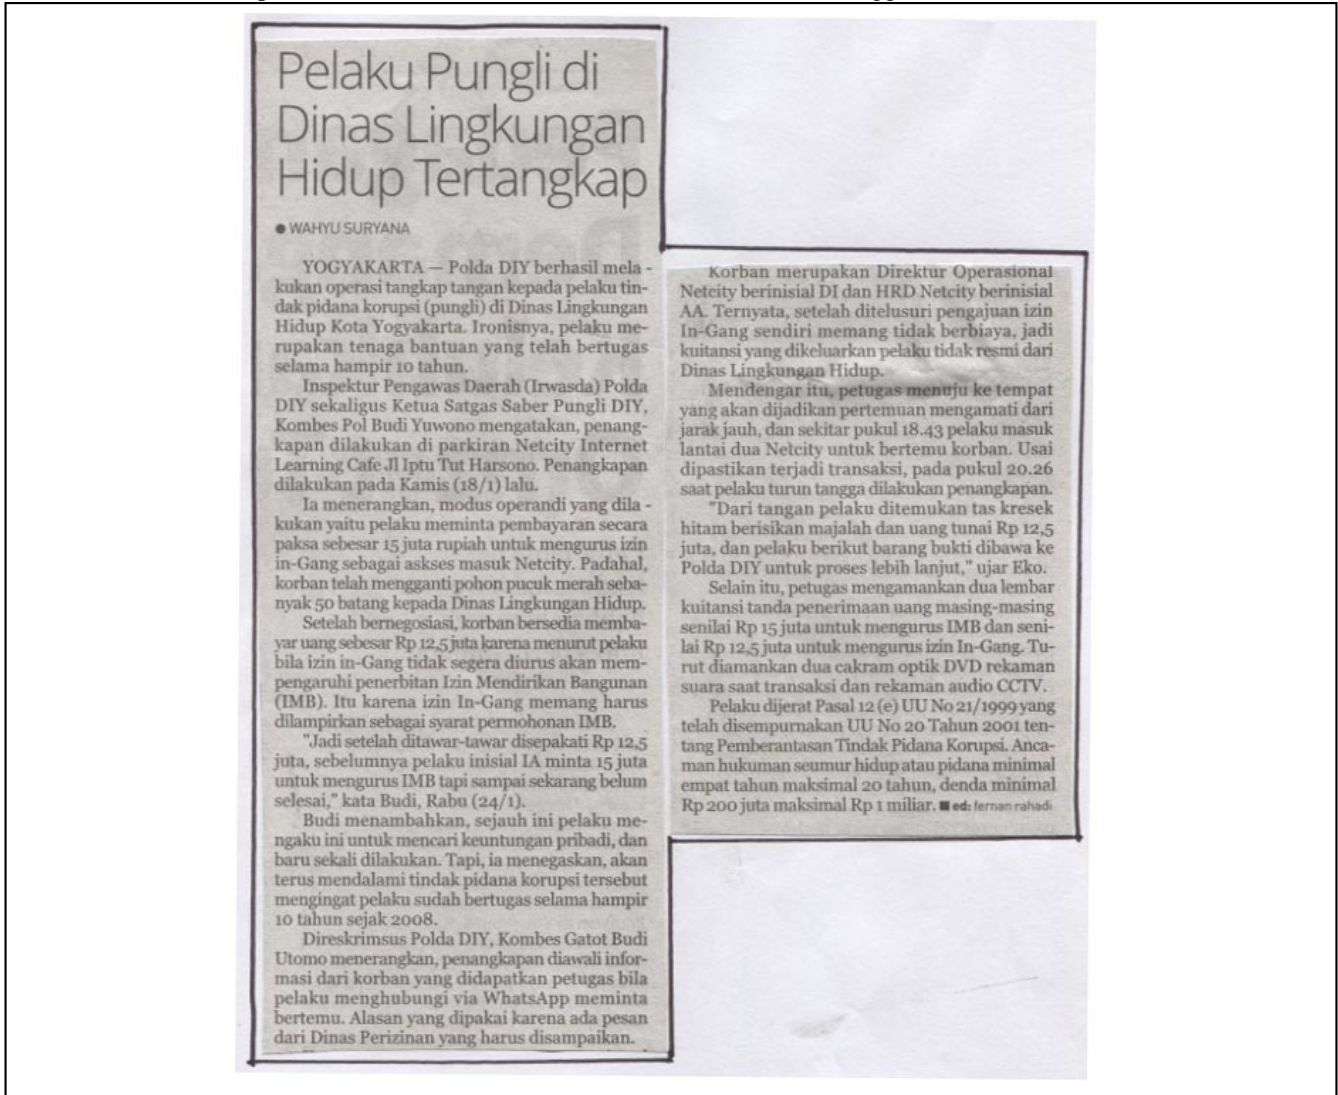 Pelaku Pungli di
Dinas Lingkungan
Hidup Tertangkap
● WAHYU SURYANA
YOGYAKARTA — Polda DIY berhasil mela -
kukan operasi tangkap tangan kepada pelaku tin-
dak pidana korupsi (pungli) di Dinas Lingkungan
Hidup Kota Yogyakarta. Ironisnya, pelaku me-
rupakan tenaga bantuan yang telah bertugas
selama hampir 10 tahun.
Inspektur Pengawas Daerah (Irwasda) Polda
DIY sekaligus Ketua Satgas Saber Pungli DIY,
Kombes Pol Budi Yuwono mengatakan, penang-
kapan dilakukan di parkiran Netcity Internet
Learning Cafe Jl Iptu Tut Harsono. Penangkapan
dilakukan pada Kamis (18/1) lalu.
Ia menerangkan, modus operandi yang dila -
kukan yaitu pelaku meminta pembayaran secara
paksa sebesar 15 juta rupiah untuk mengurus izin
in-Gang sebagai askses masuk Netcity. Padahal,
korban telah mengganti pohon pucuk merah seba-
nyak 50 batang kepada Dinas Lingkungan Hidup.
Setelah bernegosiasi, korban bersedia memba-
yar uang sebesar Rp 12,5 juta karena menurut pelaku
bila izin in-Gang tidak segera diurus akan mem-
pengaruhi penerbitan Izin Mendirikan Bangunan
(IMB). Itu karena izin In-Gang memang harus
dilampirkan sebagai syarat permohonan IMB.
"Jadi setelah ditawar-tawar disepakati Rp 12,5
juta, sebelumnya pelaku inisial IA minta 15 juta
untuk mengurus IMB tapi sampai sekarang belum
selesai," kata Budi, Rabu (24/1).
Budi menambahkan, sejauh ini pelaku me-
ngaku ini untuk mencari keuntungan pribadi, dan
baru sekali dilakukan. Tapi, ia menegaskan, akan
terus mendalami tindak pidana korupsi tersebut
mengingat pelaku sudah bertugas selama hampir
10 tahun sejak 2008.
Direskrimsus Polda DIY, Kombes Gatot Budi
Utomo menerangkan, penangkapan diawali infor-
masi dari korban yang didapatkan petugas bila
pelaku menghubungi via WhatsApp meminta
bertemu. Alasan yang dipakai karena ada pesan
dari Dinas Perizinan yang harus disampaikan.
Korban merupakan Direktur Operasional
Netcity berinisial DI dan HRD Netcity berinisial
AA. Ternyata, setelah ditelusuri pengajuan izin
In-Gang sendiri memang tidak berbiaya, jadi
kuitansi yang dikeluarkan pelaku tidak resmi dari
Dinas Lingkungan Hidup.
Mendengar itu, petugas menuju ke tempat
yang akan dijadikan pertemuan mengamati dari
jarak jauh, dan sekitar pukul 18.43 pelaku masuk
lantai dua Netcity untuk bertemu korban. Usai
dipastikan terjadi transaksi, pada pukul 20.26
saat pelaku turun tangga dilakukan penangkapan.
"Dari tangan pelaku ditemukan tas kresek
hitam berisikan majalah dan uang tunai Rp 12,5
juta, dan pelaku berikut barang bukti dibawa ke
Polda DIY untuk proses lebih lanjut," ujar Eko.
Selain itu, petugas mengamankan dua lembar
kuitansi tanda penerimaan uang masing-masing
senilai Rp 15 juta untuk mengurus IMB dan seni-
lai Rp 12,5 juta untuk mengurus izin In-Gang. Tu-
rut diamankan dua cakram optik DVD rekaman
suara saat transaksi dan rekaman audio CCTV.
Pelaku dijerat Pasal 12 (e) UU No 21/1999 yang
telah disempurnakan UU No 20 Tahun 2001 ten-
tang Pemberantasan Tindak Pidana Korupsi. Anca-
man hukuman seumur hidup atau pidana minimal
empat tahun maksimal 20 tahun, denda minimal
Rp 200 juta maksimal Rp 1 miliar. ■ ed: fernan rahadi